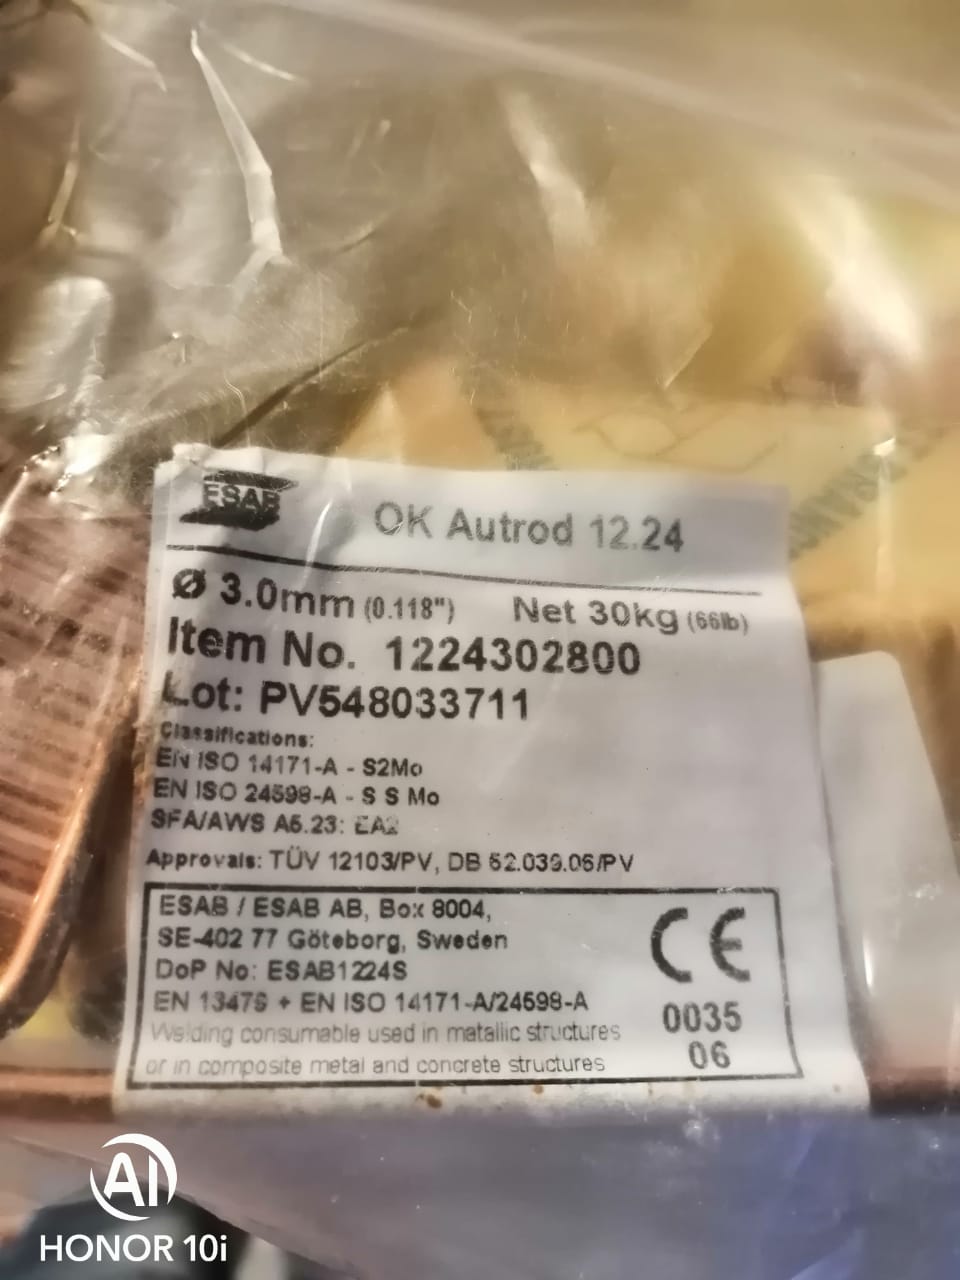 ESAB
OK Autrod 12.24
Ø 3.0mm (0.118") Net 30kg (66lb)
Item No. 1224302800
Lot: PV548033711
Classifications:
EN ISO 14171-A - S2Mo
EN ISO 24598-A - S S Mo
SFA/AWS A5.23: EA2
Approvals: TÜV 12103/PV, DB 52.039.06/PV
ESAB / ESAB AB, Box 8004,
SE-402 77 Göteborg, Sweden
DoP No: ESAB1224S
EN 13479 + EN ISO 14171-A/24598-A
Welding consumable used in matallic structures
or in composite metal and concrete structures
CE
0035
06
AI
HONOR 10i